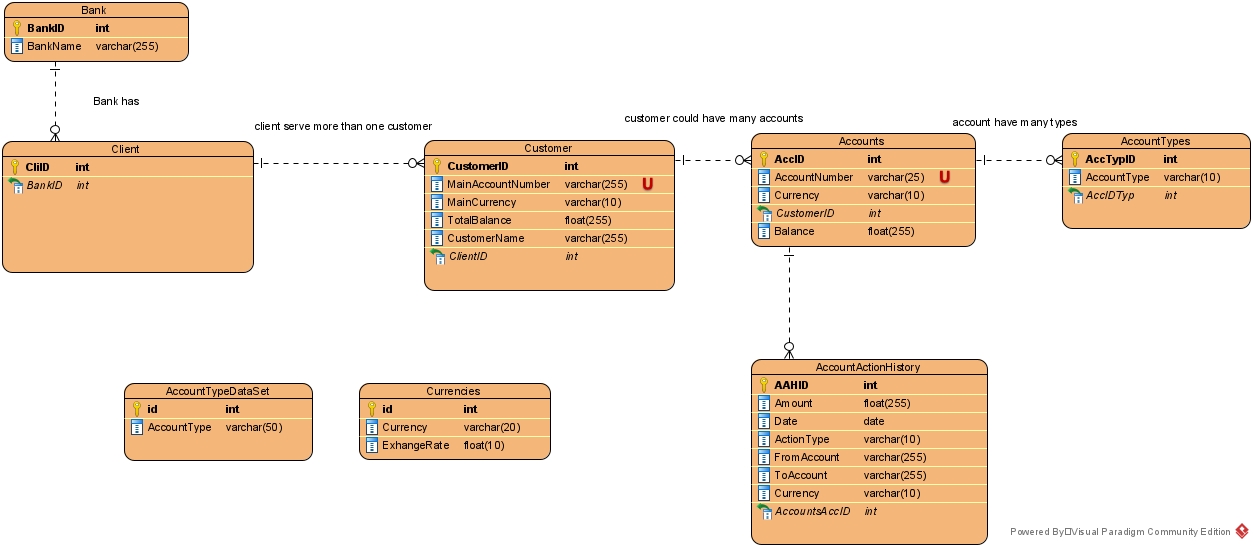 Bank
BankID int
BankName varchar(255)
Bank has
Client
CliID int
BankID int
client serve more than one customer
Customer
CustomerID int
MainAccountNumber varchar(255) U
MainCurrency varchar(10)
TotalBalance float(255)
CustomerName varchar(255)
ClientID int
customer could have many accounts
Accounts
AccID int
AccountNumber varchar(25) U
Currency varchar(10)
CustomerID int
Balance float(255)
account have many types
AccountTypes
AccTypID int
AccountType varchar(10)
AccIDTyp int
AccountTypeDataSet
id int
AccountType varchar(50)
Currencies
id int
Currency varchar(20)
ExhangeRate float(10)
AccountActionHistory
AAHID int
Amount float(255)
Date date
ActionType varchar(10)
FromAccount varchar(255)
ToAccount varchar(255)
Currency varchar(10)
AccountsAccID int
Powered By Visual Paradigm Community Edition